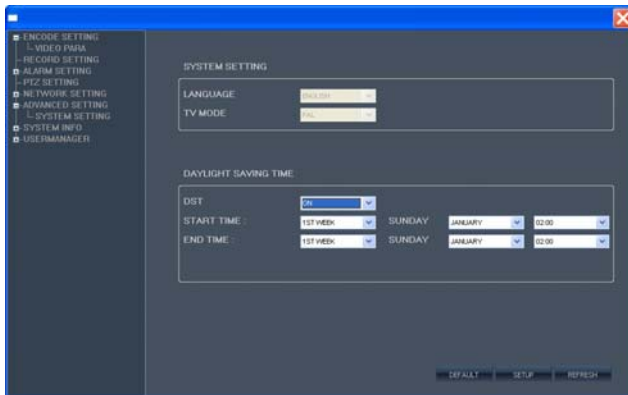 ENCODE SETTING
VIDEO PARA
RECORD SETTING
ALARM SETTING
PTZ SETTING
NETWORK SETTING
ADVANCED SETTING
SYSTEM SETTING
SYSTEM INFO
USERMANAGER
SYSTEM SETTING
LANGUAGE ENGLISH
TV MODE PAL
DAYLIGHT SAVING TIME
DST ON
START TIME : 1ST WEEK SUNDAY JANUARY 02:00
END TIME : 1ST WEEK SUNDAY JANUARY 02:00
DEFAULT SETUP REFRESH